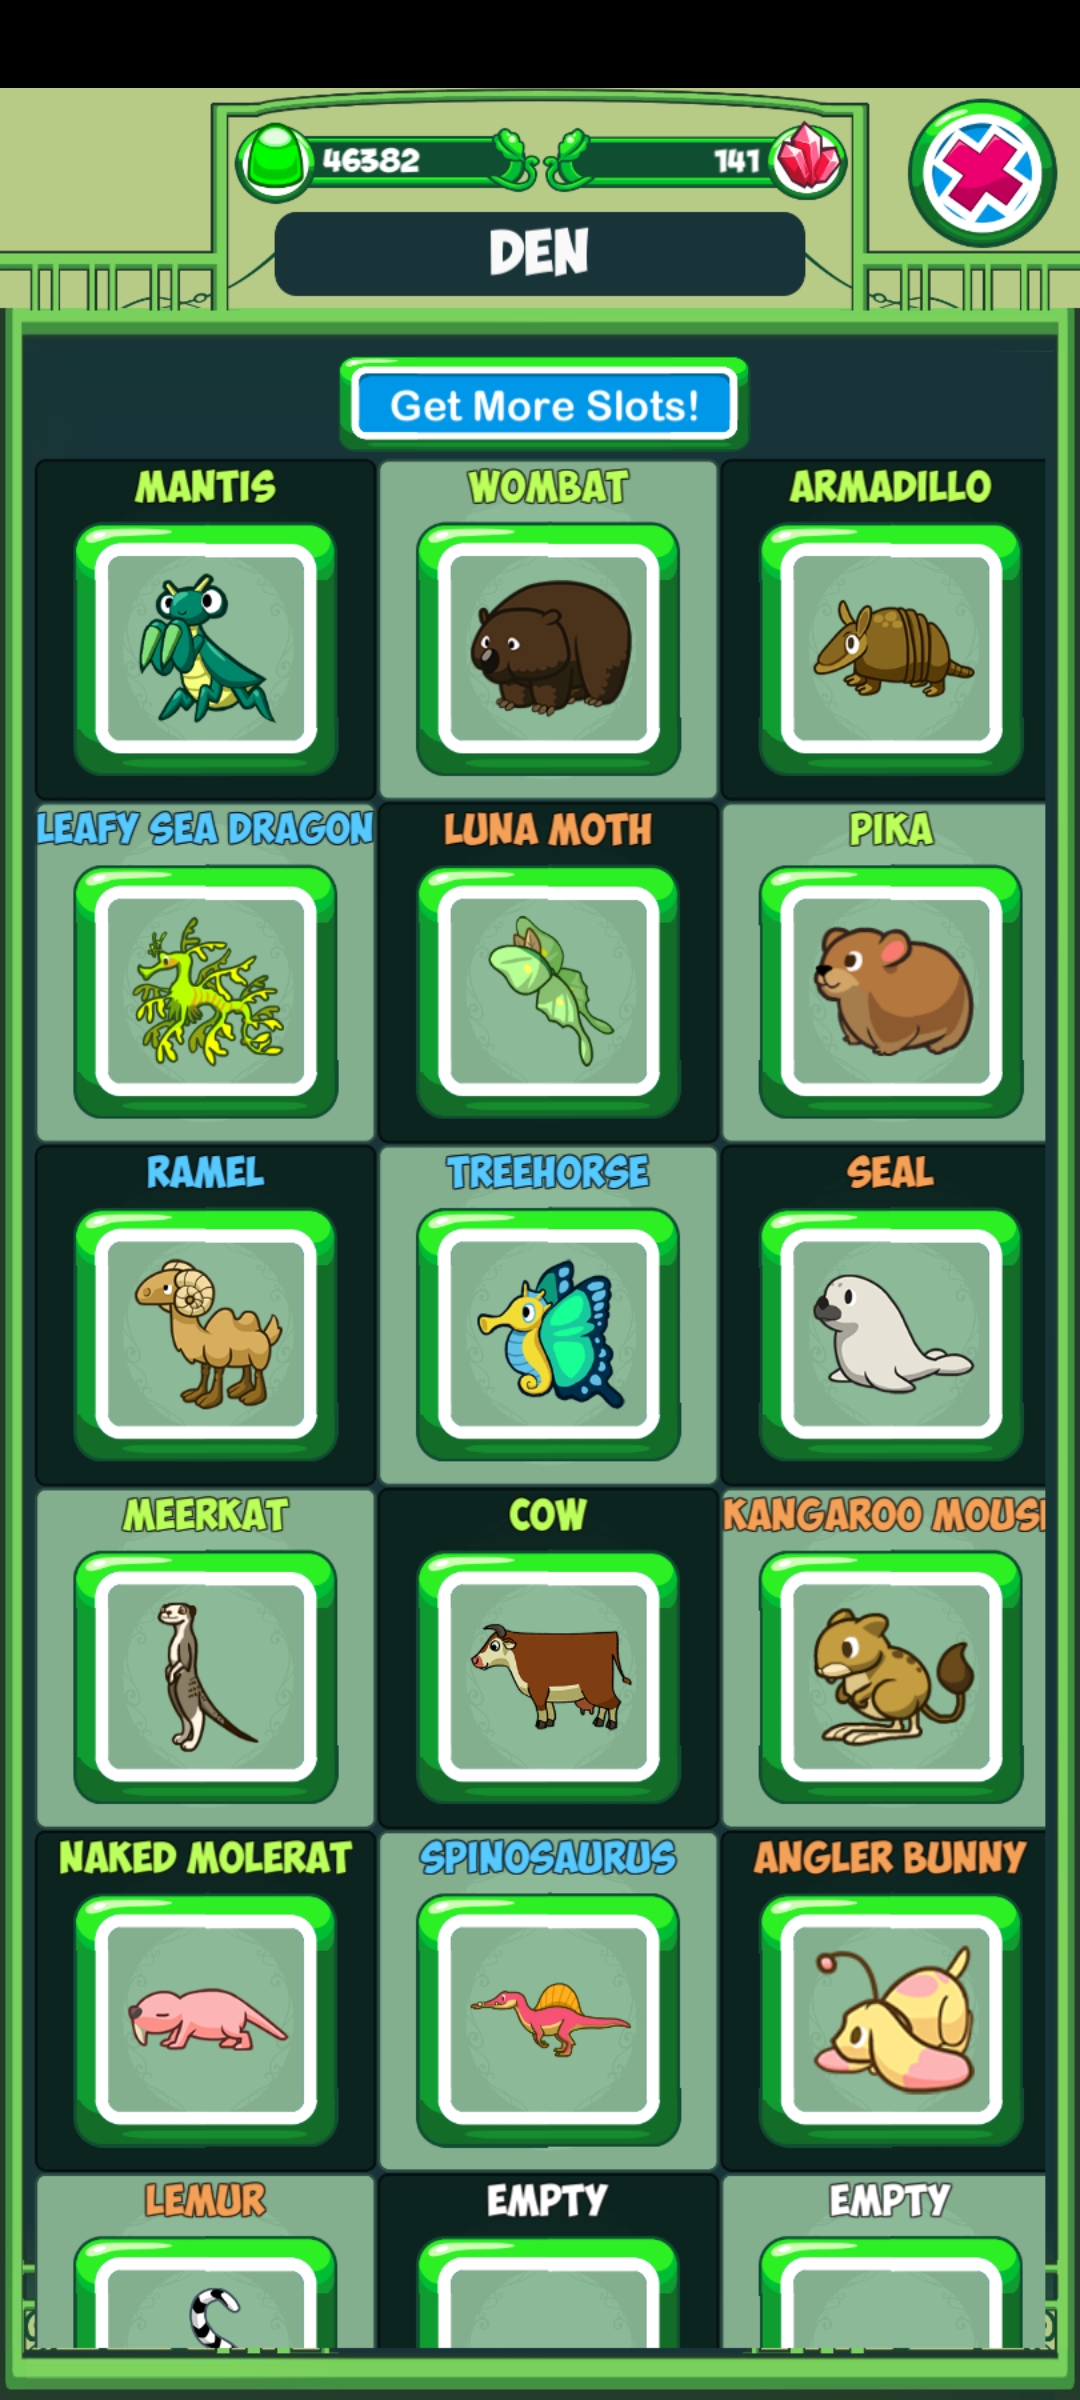 46382 141
DEN
Get More Slots!
MANTIS WOMBAT ARMADILLO
LEAFY SEA DRAGON LUNA MOTH PIKA
RAMEL TREEHORSE SEAL
MEERKAT COW KANGAROO MOUSE
NAKED MOLERAT SPINOSAURUS ANGLER BUNNY
LEMUR EMPTY EMPTY